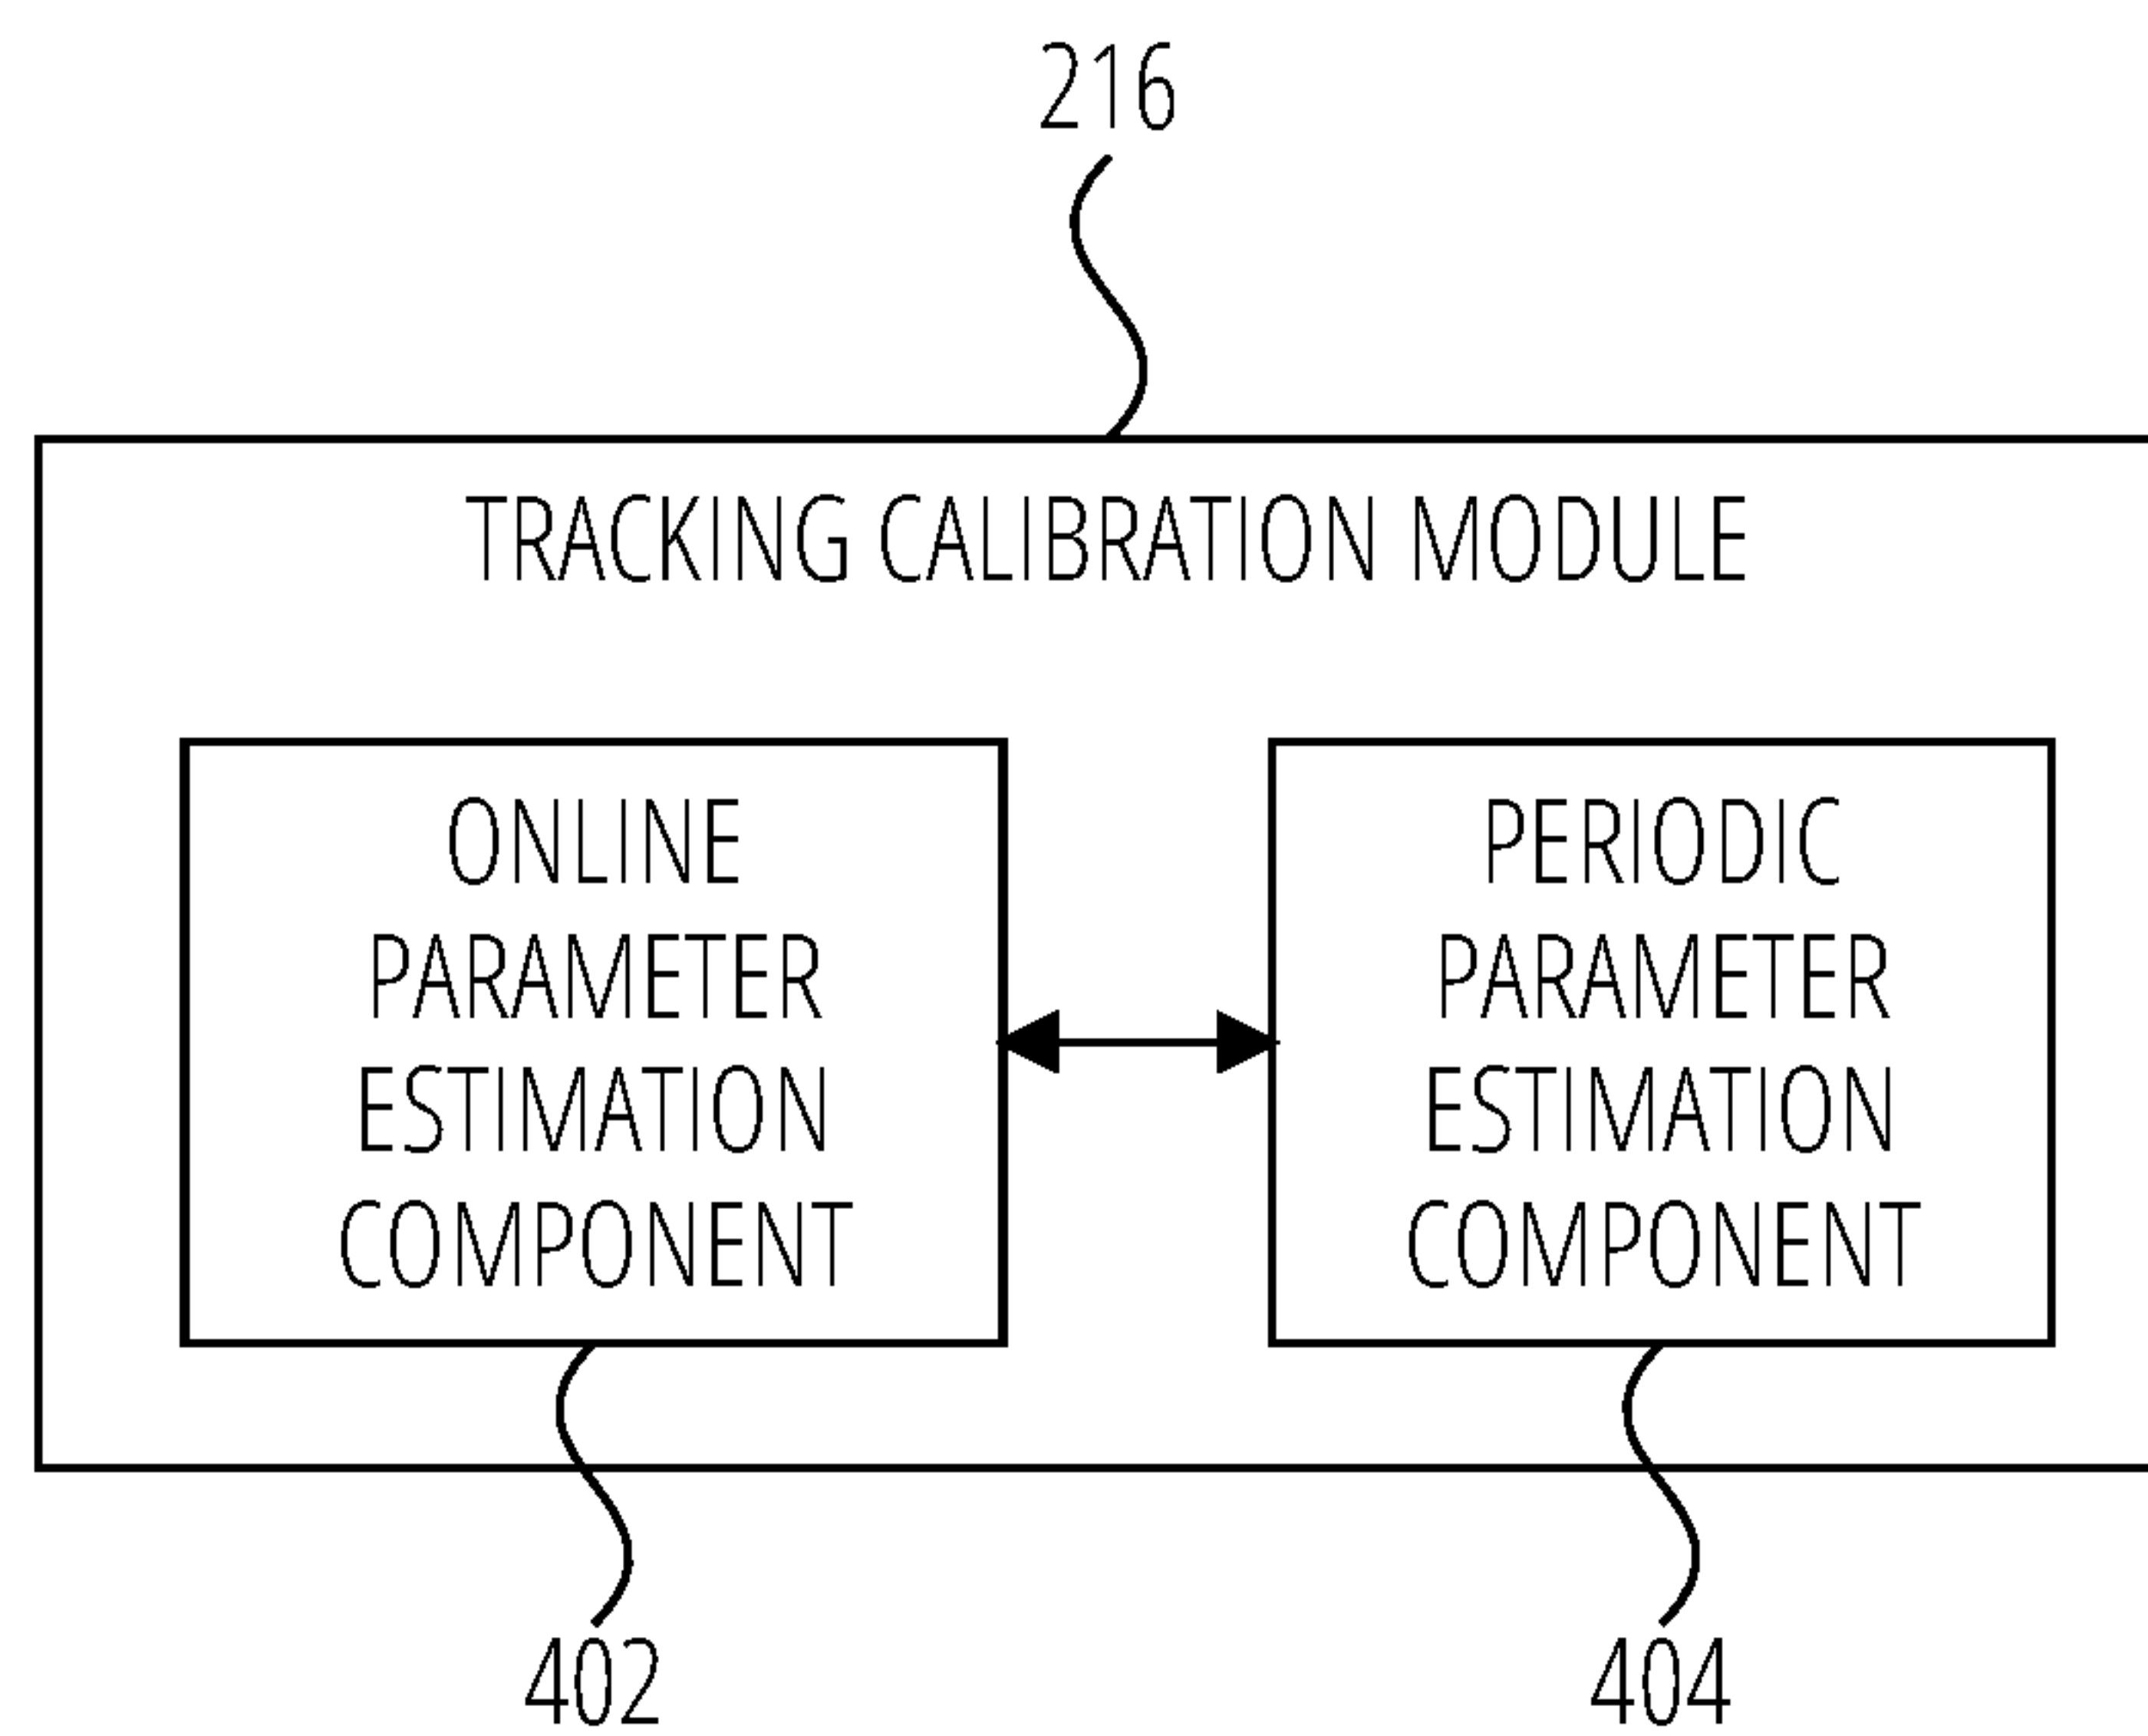 216
TRACKING CALIBRATION MODULE
ONLINE
PARAMETER
ESTIMATION
COMPONENT
PERIODIC
PARAMETER
ESTIMATION
COMPONENT
402
404